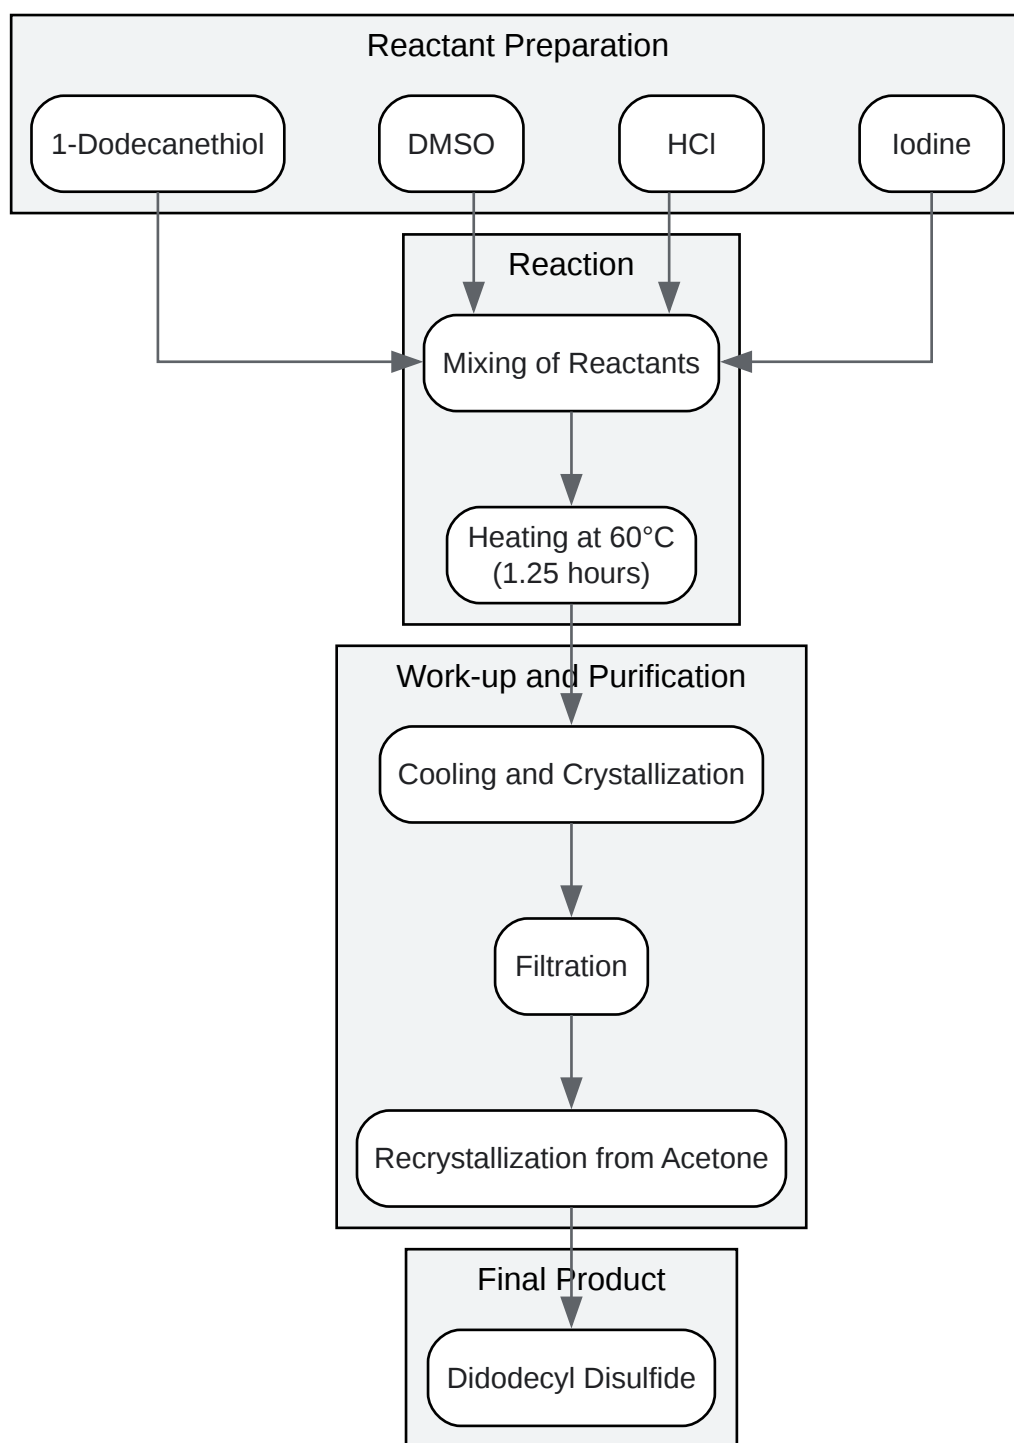 Reactant Preparation
1-Dodecanethiol
DMSO
HCl
Iodine
Reaction
Mixing of Reactants
Heating at 60°C
(1.25 hours)
Work-up and Purification
Cooling and Crystallization
Filtration
Recrystallization from Acetone
Final Product
Didodecyl Disulfide